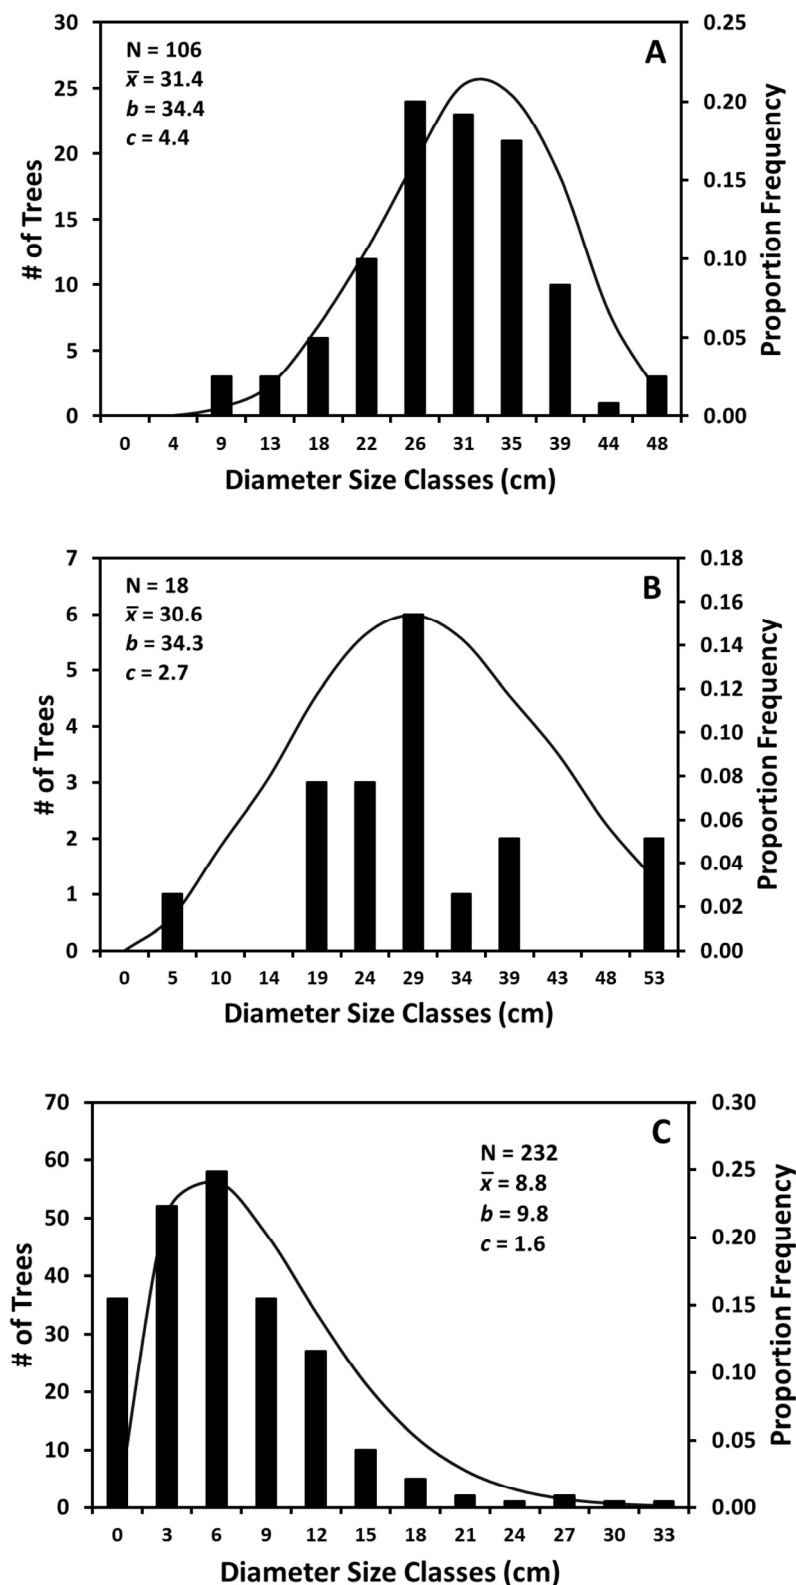 A
N = 106
x̄ = 31.4
b = 34.4
c = 4.4
# of Trees
30
25
20
15
10
5
0
Proportion Frequency
0.25
0.20
0.15
0.10
0.05
0.00
0 4 9 13 18 22 26 31 35 39 44 48
Diameter Size Classes (cm)
B
N = 18
x̄ = 30.6
b = 34.3
c = 2.7
# of Trees
7
6
5
4
3
2
1
0
Proportion Frequency
0.18
0.16
0.14
0.12
0.10
0.08
0.06
0.04
0.02
0.00
0 5 10 14 19 24 29 34 39 43 48 53
Diameter Size Classes (cm)
C
N = 232
x̄ = 8.8
b = 9.8
c = 1.6
# of Trees
70
60
50
40
30
20
10
0
Proportion Frequency
0.30
0.25
0.20
0.15
0.10
0.05
0.00
0 3 6 9 12 15 18 21 24 27 30 33
Diameter Size Classes (cm)